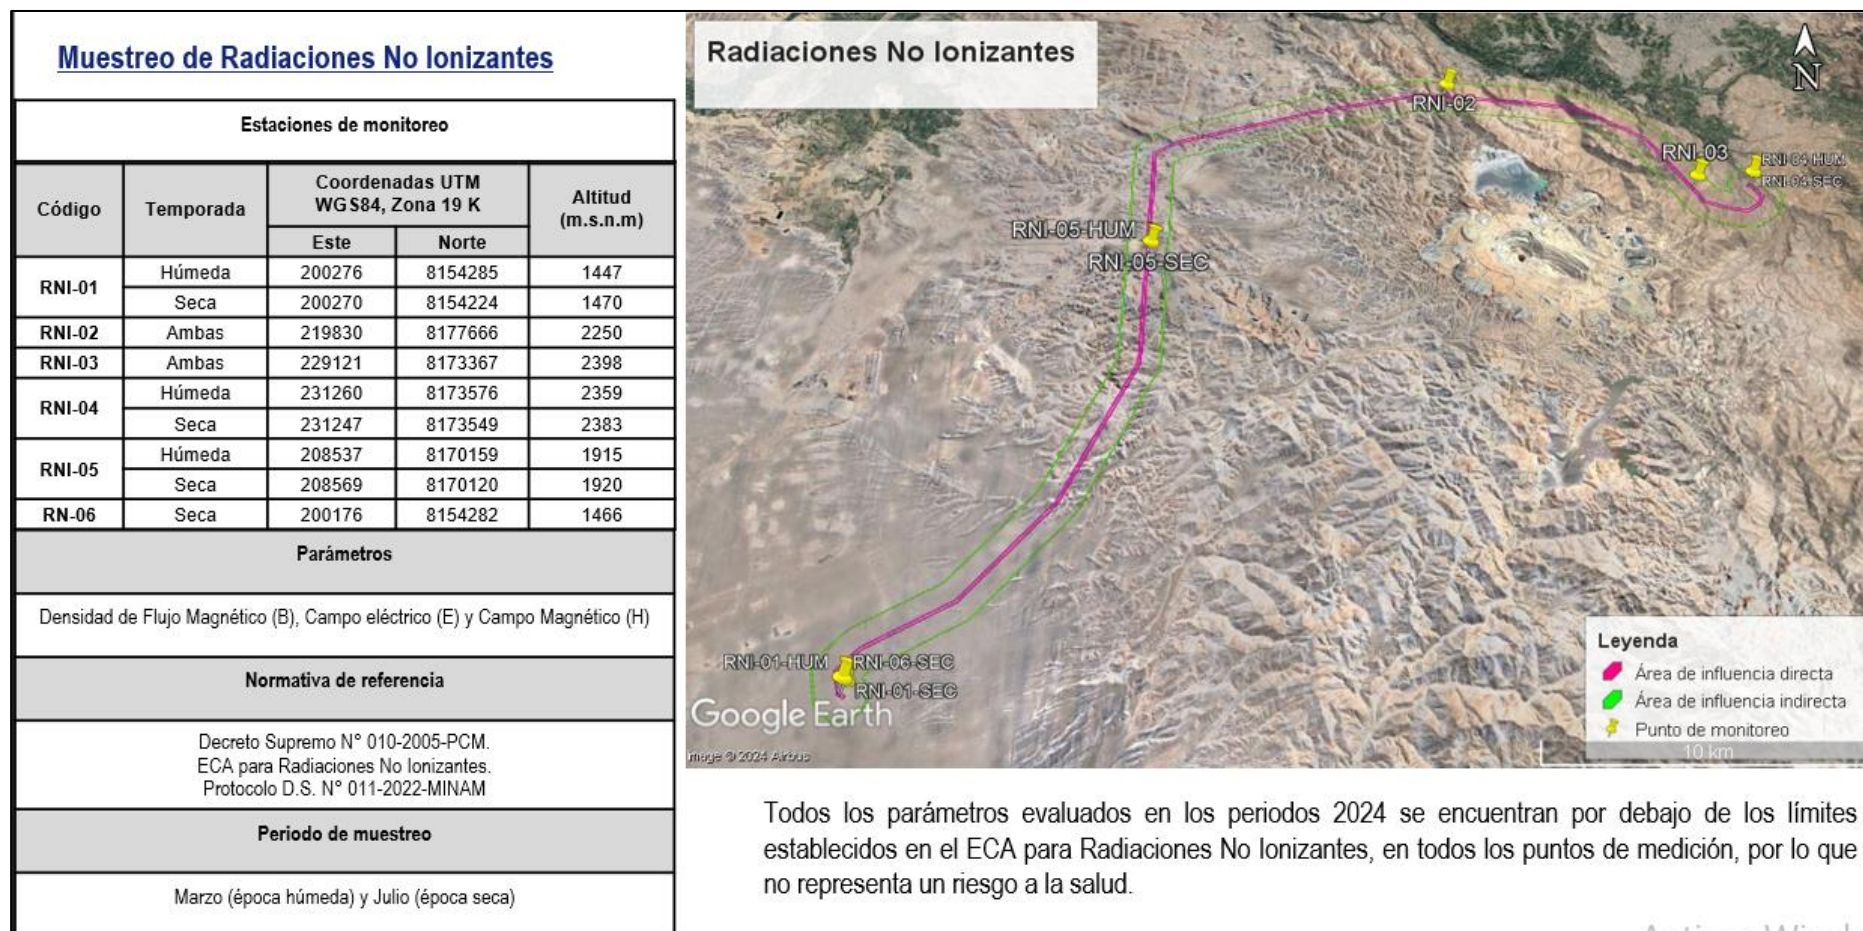 Muestreo de Radiaciones No Ionizantes
Estaciones de monitoreo
Código Temporada Coordenadas UTM WGS84, Zona 19 K Altitud (m.s.n.m)
Este Norte
RNI-01 Húmeda 200276 8154285 1447
Seca 200270 8154224 1470
RNI-02 Ambas 219830 8177666 2250
RNI-03 Ambas 229121 8173367 2398
RNI-04 Húmeda 231260 8173576 2359
Seca 231247 8173549 2383
RNI-05 Húmeda 208537 8170159 1915
Seca 208569 8170120 1920
RN-06 Seca 200176 8154282 1466
Parámetros
Densidad de Flujo Magnético (B), Campo eléctrico (E) y Campo Magnético (H)
Normativa de referencia
Decreto Supremo N° 010-2005-PCM.
ECA para Radiaciones No Ionizantes.
Protocolo D.S. N° 011-2022-MINAM
Periodo de muestreo
Marzo (época húmeda) y Julio (época seca)
Radiaciones No Ionizantes
N
RNI-02
RNI-03
RNI-04-HUM
RNI-04-SEC
RNI-05-HUM
RNI-05-SEC
RNI-01-HUM RNI-06-SEC
RNI-01-SEC
Google Earth
Image © 2024 Airbus
Leyenda
Área de influencia directa
Área de influencia indirecta
Punto de monitoreo
10 km
Todos los parámetros evaluados en los periodos 2024 se encuentran por debajo de los límites
establecidos en el ECA para Radiaciones No Ionizantes, en todos los puntos de medición, por lo que
no representa un riesgo a la salud.